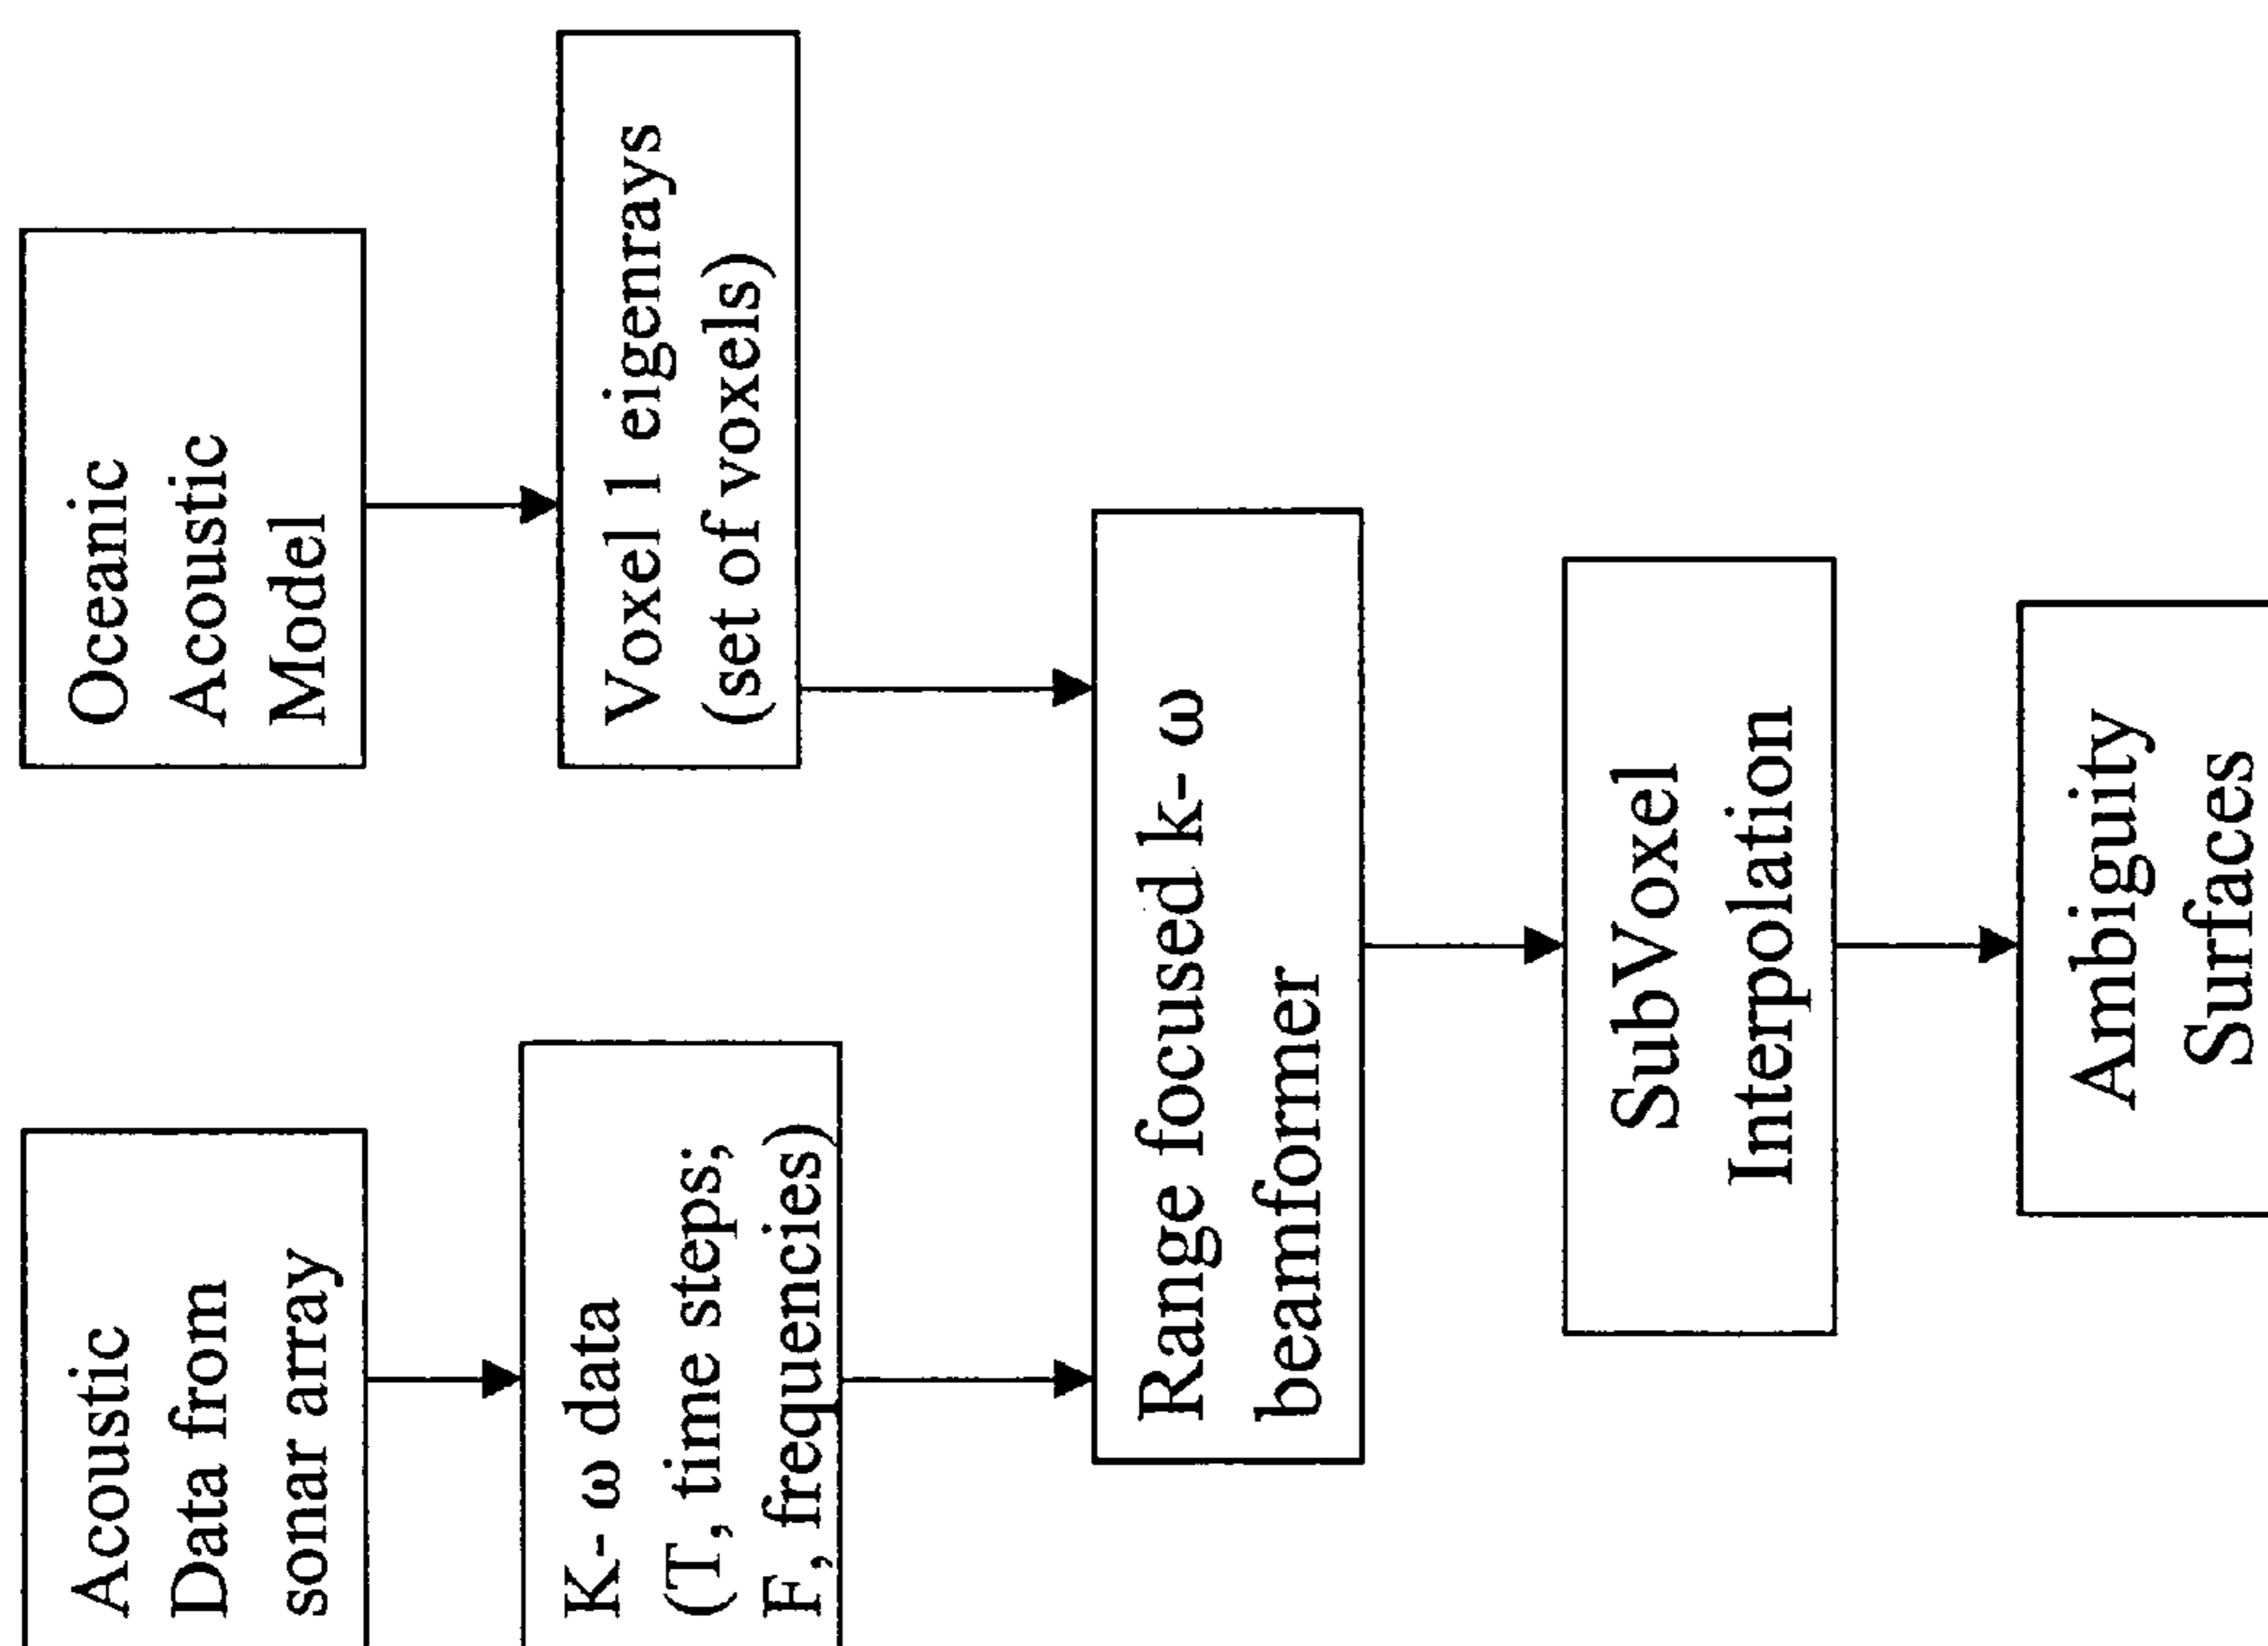 Oceanic
Acoustic
Model
Voxel 1 eigenrays
(set of voxels)
Acoustic
Data from
sonar array
K- ω data
(T, time steps;
F, frequencies)
Range focused k- ω
beamformer
SubVoxel
Interpolation
Ambiguity
Surfaces